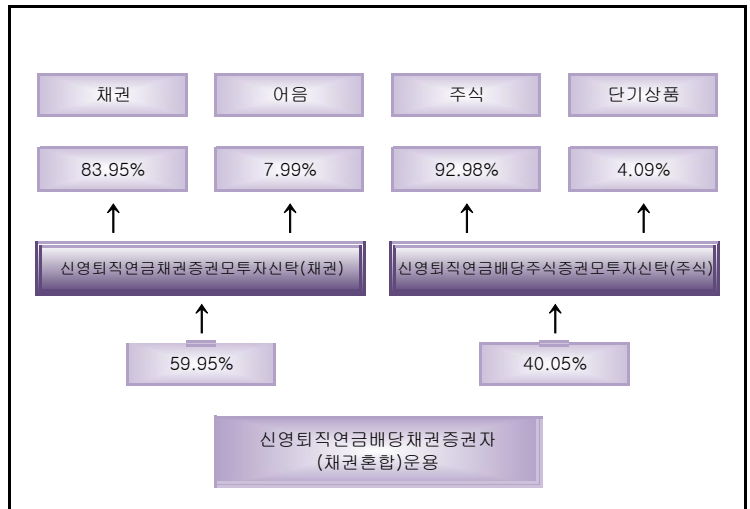 채권
어음
주식
단기상품
83.95%
7.99%
92.98%
4.09%
신영퇴직연금채권증권모투자신탁(채권)
신영퇴직연금배당주식증권모투자신탁(주식)
59.95%
40.05%
신영퇴직연금배당채권증권자
(채권혼합)운용